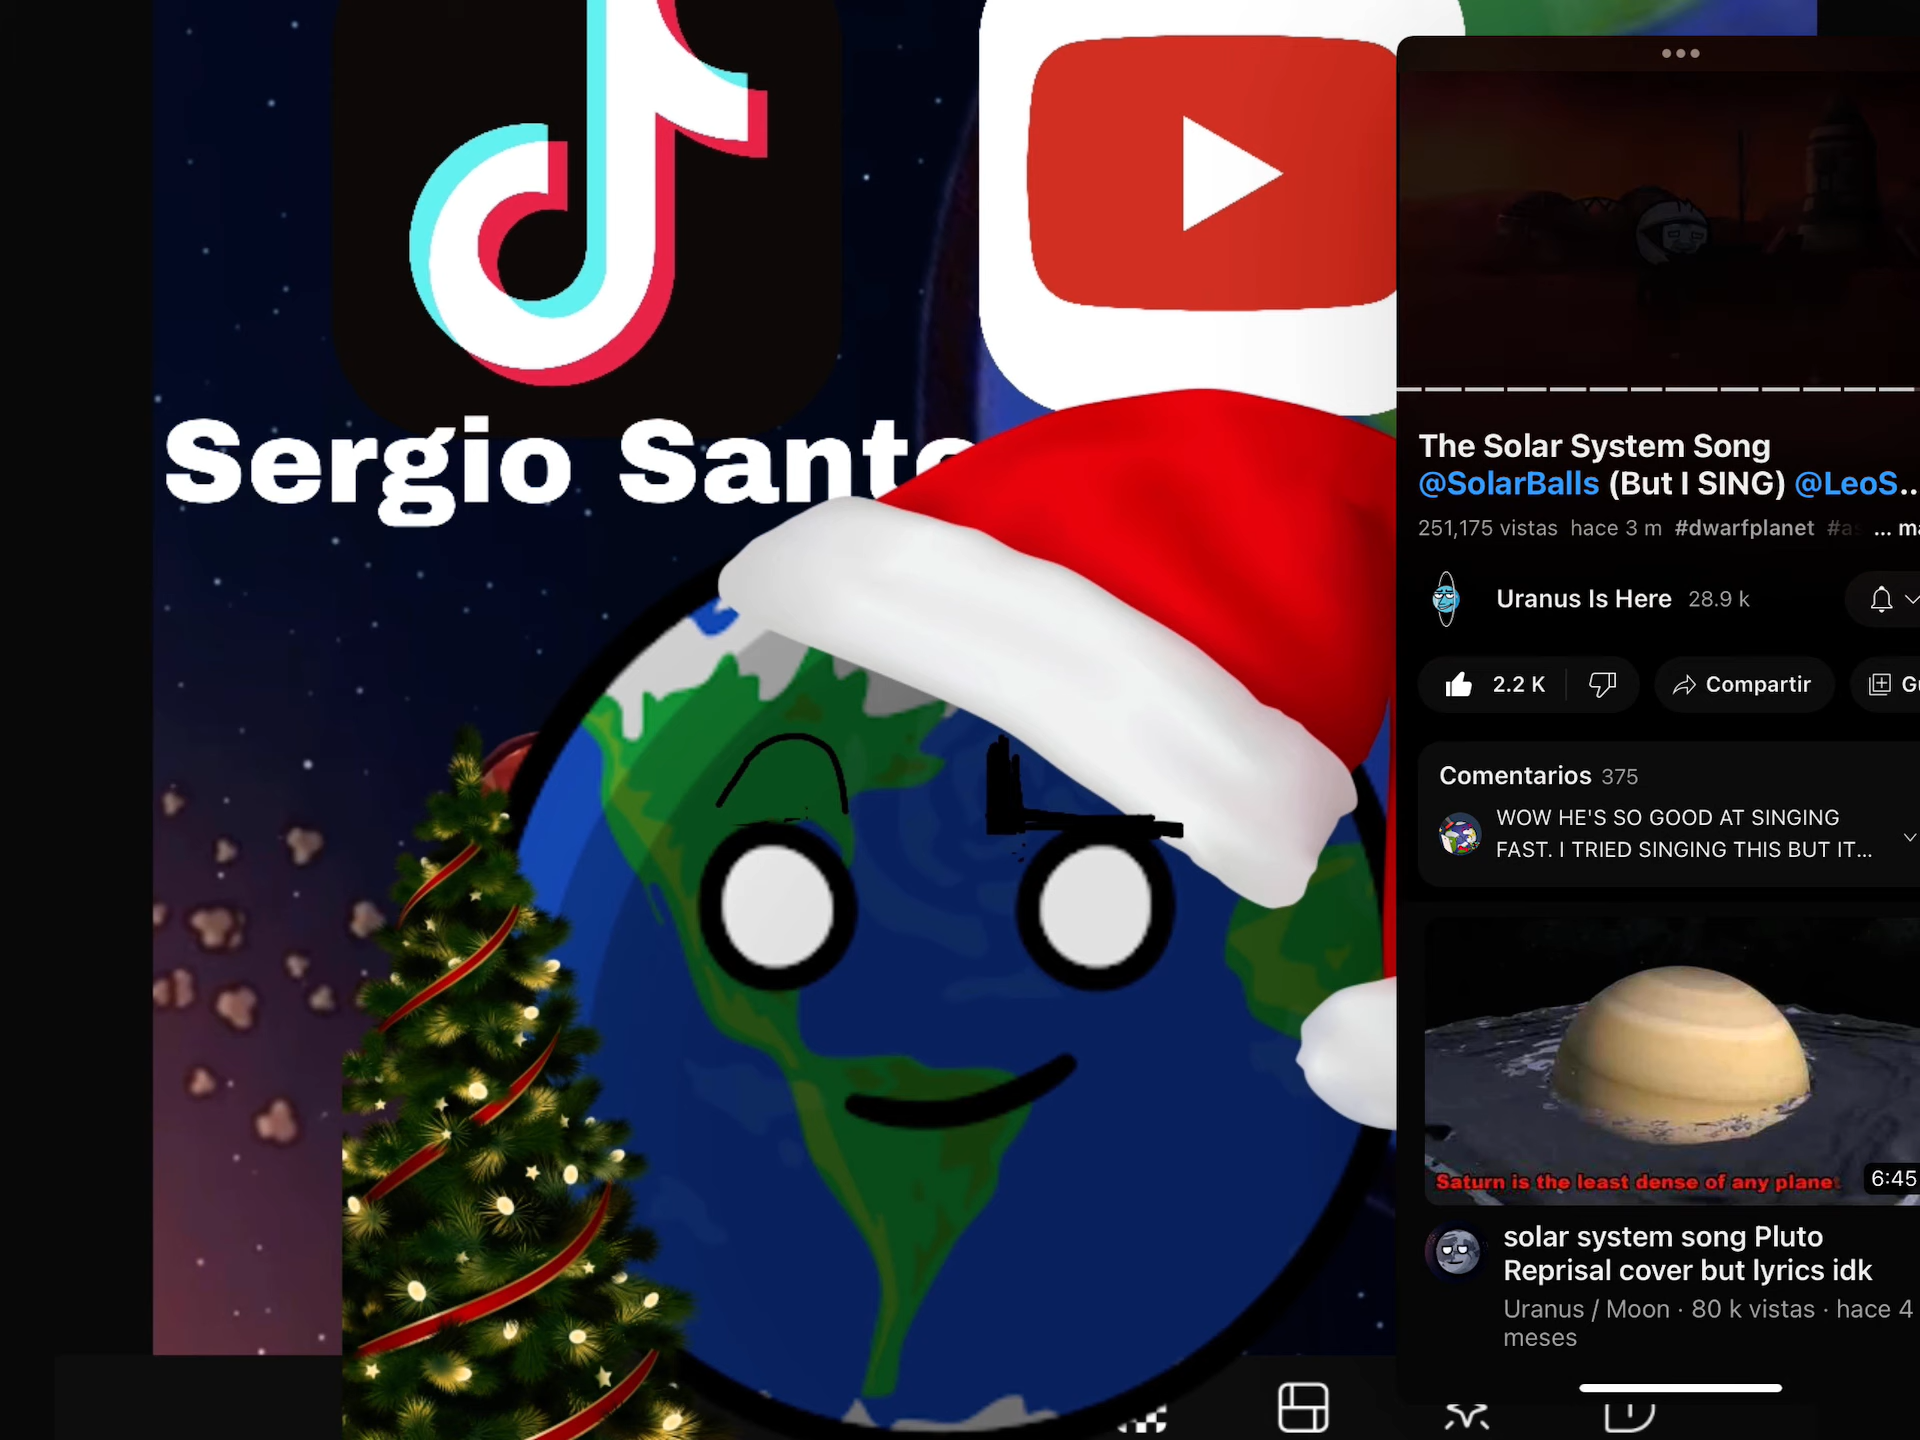 Sergio Sant
The Solar System Song
@SolarBalls (But I SING) @LeoS...
251,175 vistas hace 3 m #dwarfplanet #as ... ma
Uranus Is Here 28.9 k
2.2 K Compartir Gu
Comentarios 375
WOW HE'S SO GOOD AT SINGING
FAST. I TRIED SINGING THIS BUT IT...
Saturn is the least dense of any planet
6:45
solar system song Pluto
Reprisal cover but lyrics idk
Uranus / Moon · 80 k vistas · hace 4
meses